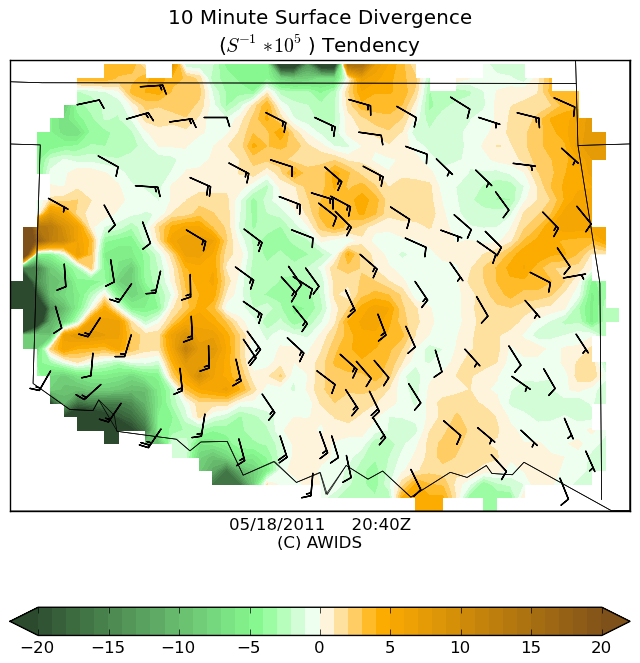 10 Minute Surface Divergence
(S⁻¹ * 10⁵ ) Tendency
05/18/2011 20:40Z
(C) AWIDS
−20 −15 −10 −5 0 5 10 15 20